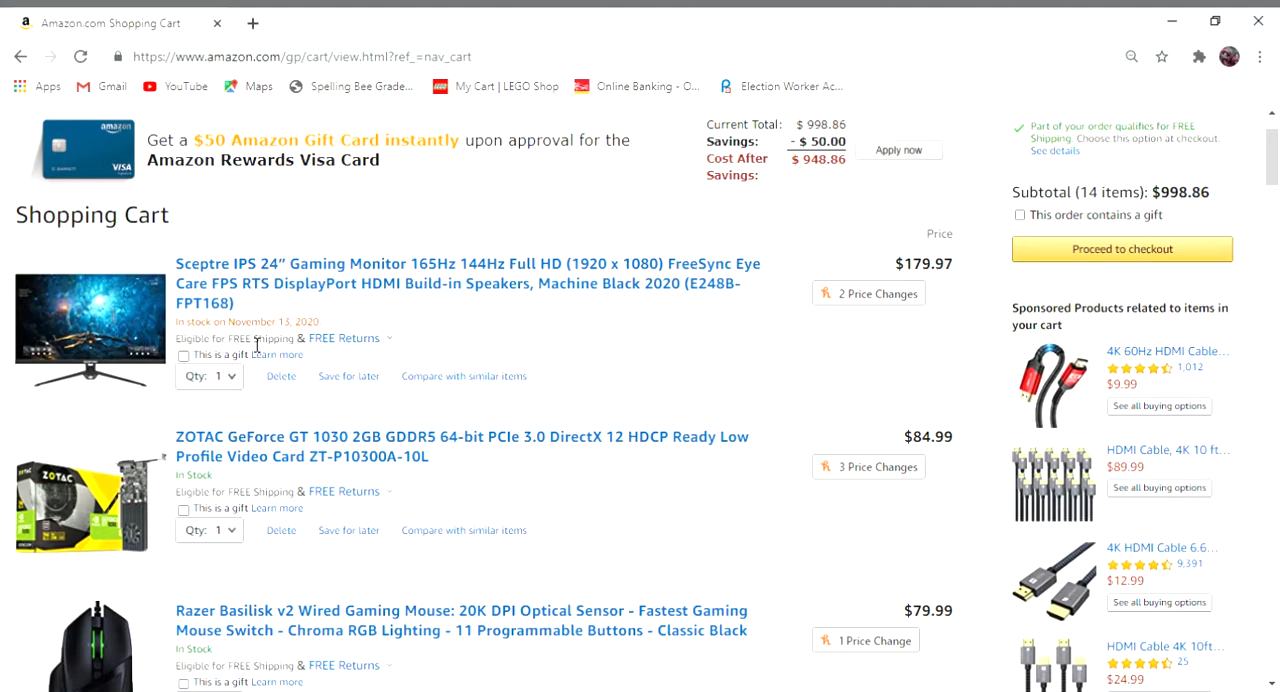 Amazon.com Shopping Cart
https://www.amazon.com/gp/cart/view.html?ref_=nav_cart
Apps Gmail YouTube Maps Spelling Bee Grade... My Cart | LEGO Shop Online Banking - O... Election Worker Ac...
amazon
VISA
Get a $50 Amazon Gift Card instantly upon approval for the
Amazon Rewards Visa Card
Current Total: $ 998.86
Savings: - $ 50.00
Cost After $ 948.86
Savings:
Apply now
Part of your order qualifies for FREE
Shipping. Choose this option at checkout.
See details
Subtotal (14 items): $998.86
This order contains a gift
Proceed to checkout
Shopping Cart
Price
Sceptre IPS 24” Gaming Monitor 165Hz 144Hz Full HD (1920 x 1080) FreeSync Eye
Care FPS RTS DisplayPort HDMI Build-in Speakers, Machine Black 2020 (E248B-
FPT168)
$179.97
2 Price Changes
In stock on November 13, 2020
Eligible for FREE Shipping & FREE Returns
This is a gift Learn more
Qty: 1 Delete Save for later Compare with similar items
ZOTAC GeForce GT 1030 2GB GDDR5 64-bit PCIe 3.0 DirectX 12 HDCP Ready Low
Profile Video Card ZT-P10300A-10L
$84.99
3 Price Changes
ZOTAC
In Stock
Eligible for FREE Shipping & FREE Returns
This is a gift Learn more
Qty: 1 Delete Save for later Compare with similar items
Razer Basilisk v2 Wired Gaming Mouse: 20K DPI Optical Sensor - Fastest Gaming
Mouse Switch - Chroma RGB Lighting - 11 Programmable Buttons - Classic Black
$79.99
1 Price Change
In Stock
Eligible for FREE Shipping & FREE Returns
This is a gift Learn more
Sponsored Products related to items in
your cart
4K 60Hz HDMI Cable...
1,012
$9.99
See all buying options
HDMI Cable, 4K 10 ft...
$89.99
See all buying options
4K HDMI Cable 6.6...
9,391
$12.99
See all buying options
HDMI Cable 4K 10ft...
25
$24.99